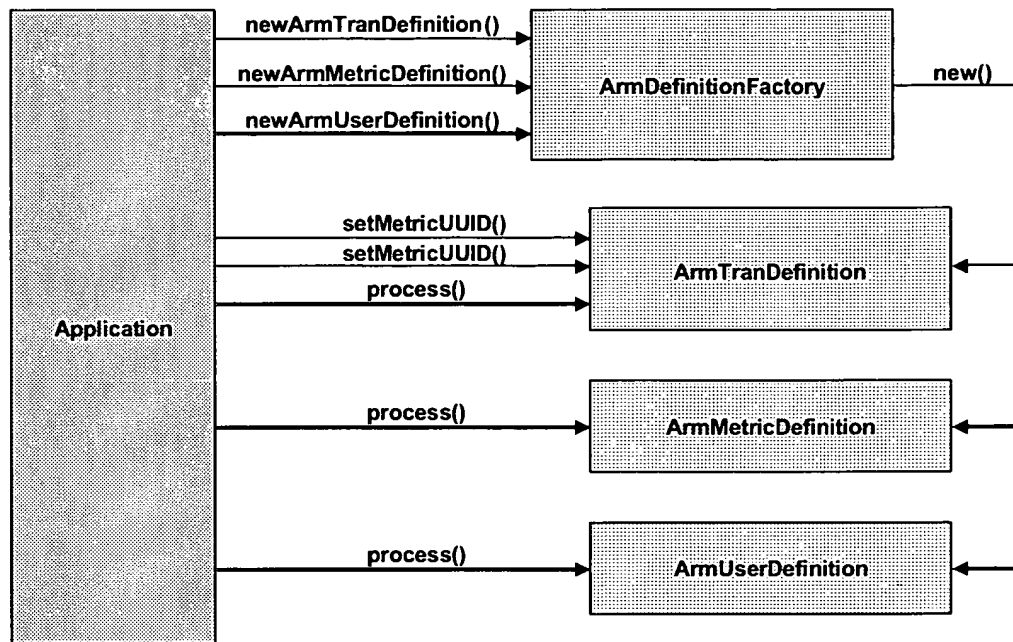 newArmTranDefinition()
newArmMetricDefinition()
ArmDefinitionFactory
new()
newArmUserDefinition()
setMetricUUID()
setMetricUUID()
ArmTranDefinition
process()
Application
process()
ArmMetricDefinition
process()
ArmUserDefinition